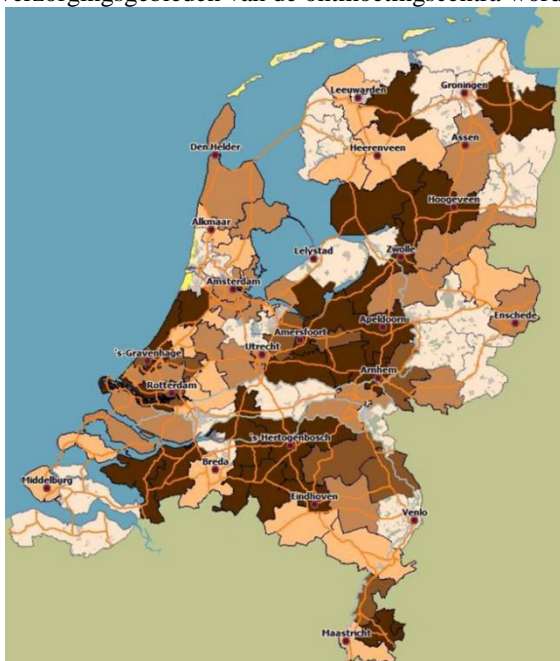 verzorgingsgebieden van de ontmoetingscentra word
Leeuwarden
Groningen
Assen
Heerenveen
Den Helder
Hoogeveen
Alkmaar
Lelystad
Zwolle
Amsterdam
Enschede
Apeldoorn
Amersfoort
Utrecht
's-Gravenhage
Arnhem
Rotterdam
's-Hertogenbosch
Breda
Middelburg
Eindhoven
Venlo
Maastricht